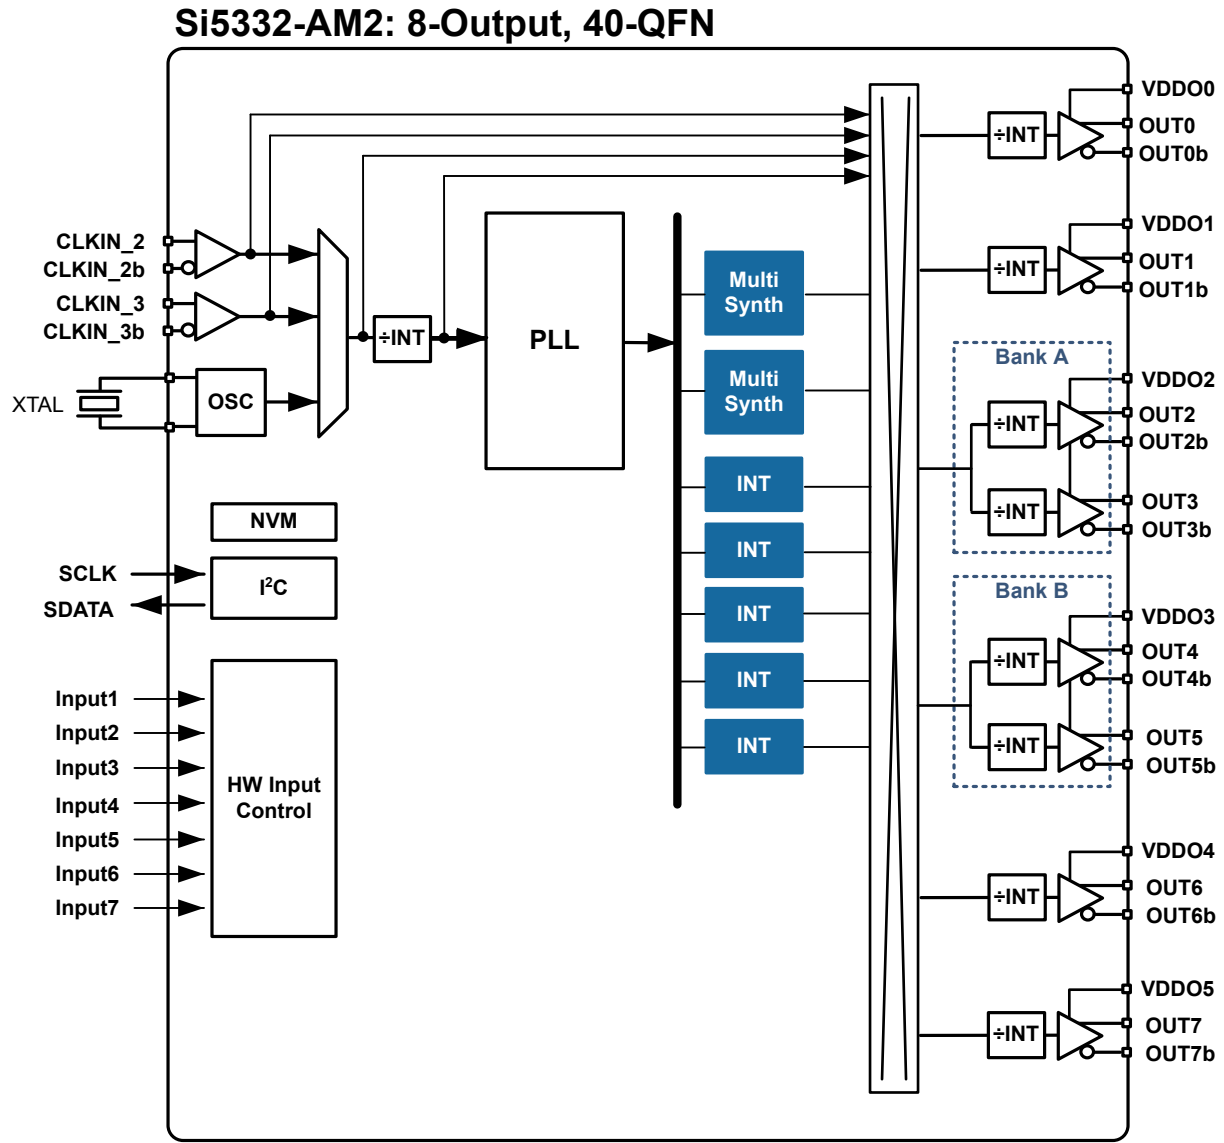 Si5332-AM2: 8-Output, 40-QFN
CLKIN_2
CLKIN_2b
CLKIN_3
CLKIN_3b
XTAL
OSC
÷INT
PLL
NVM
I²C
SCLK
SDATA
Input1
Input2
Input3
Input4
Input5
Input6
Input7
HW Input
Control
Multi
Synth
Multi
Synth
INT
INT
INT
INT
INT
÷INT
VDDO0
OUT0
OUT0b
÷INT
VDDO1
OUT1
OUT1b
Bank A
÷INT
VDDO2
OUT2
OUT2b
÷INT
OUT3
OUT3b
Bank B
÷INT
VDDO3
OUT4
OUT4b
÷INT
OUT5
OUT5b
÷INT
VDDO4
OUT6
OUT6b
÷INT
VDDO5
OUT7
OUT7b